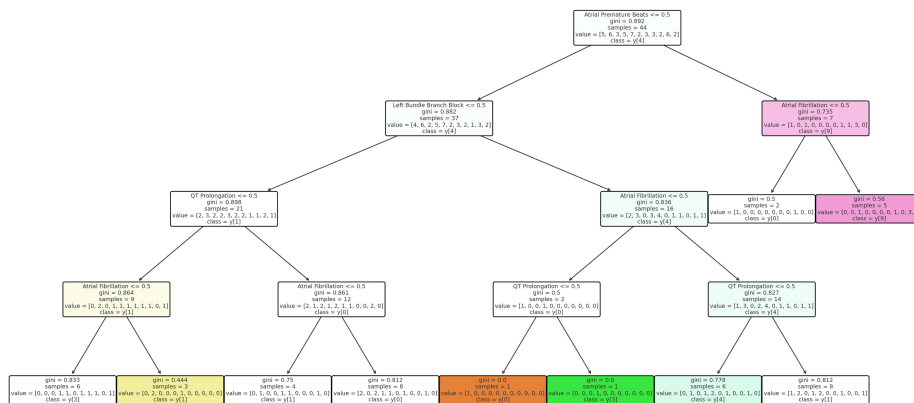 Atrial Premature Beats <= 0.5
gini = 0.892
samples = 44
value = [5, 6, 3, 5, 7, 2, 3, 3, 2, 6, 2]
class = y[4]
Left Bundle Branch Block <= 0.5
gini = 0.882
samples = 37
value = [4, 6, 2, 5, 7, 2, 3, 2, 1, 3, 2]
class = y[4]
Atrial Fibrillation <= 0.5
gini = 0.735
samples = 7
value = [1, 0, 1, 0, 0, 0, 0, 1, 1, 3, 0]
class = y[9]
QT Prolongation <= 0.5
gini = 0.898
samples = 21
value = [2, 3, 2, 2, 3, 2, 2, 1, 1, 2, 1]
class = y[1]
Atrial Fibrillation <= 0.5
gini = 0.836
samples = 16
value = [2, 3, 0, 3, 4, 0, 1, 1, 0, 1, 1]
class = y[4]
gini = 0.5
samples = 2
value = [1, 0, 0, 0, 0, 0, 0, 0, 1, 0, 0]
class = y[0]
gini = 0.56
samples = 5
value = [0, 0, 1, 0, 0, 0, 0, 1, 0, 3,
class = y[9]
Atrial Fibrillation <= 0.5
gini = 0.864
samples = 9
value = [0, 2, 0, 1, 1, 1, 1, 1, 1, 0, 1]
class = y[1]
Atrial Fibrillation <= 0.5
gini = 0.861
samples = 12
value = [2, 1, 2, 1, 2, 1, 1, 0, 0, 2, 0]
class = y[0]
QT Prolongation <= 0.5
gini = 0.5
samples = 2
value = [1, 0, 0, 1, 0, 0, 0, 0, 0, 0, 0]
class = y[0]
QT Prolongation <= 0.5
gini = 0.827
samples = 14
value = [1, 3, 0, 2, 4, 0, 1, 1, 0, 1, 1]
class = y[4]
gini = 0.833
samples = 6
value = [0, 0, 0, 1, 1, 0, 1, 1, 1, 0, 1]
class = y[3]
gini = 0.444
samples = 3
value = [0, 2, 0, 0, 0, 1, 0, 0, 0, 0, 0]
class = y[1]
gini = 0.75
samples = 4
value = [0, 1, 0, 0, 1, 1, 0, 0, 0, 1, 0]
class = y[1]
gini = 0.812
samples = 8
value = [2, 0, 2, 1, 1, 0, 1, 0, 0, 1, 0]
class = y[0]
gini = 0.0
samples = 1
value = [1, 0, 0, 0, 0, 0, 0, 0, 0, 0, 0]
class = y[0]
gini = 0.0
samples = 1
value = [0, 0, 0, 1, 0, 0, 0, 0, 0, 0, 0]
class = y[3]
gini = 0.778
samples = 6
value = [0, 1, 0, 1, 2, 0, 1, 0, 0, 1, 0]
class = y[4]
gini = 0.812
samples = 8
value = [1, 2, 0, 1, 2, 0, 0, 1, 0, 0, 1]
class = y[1]